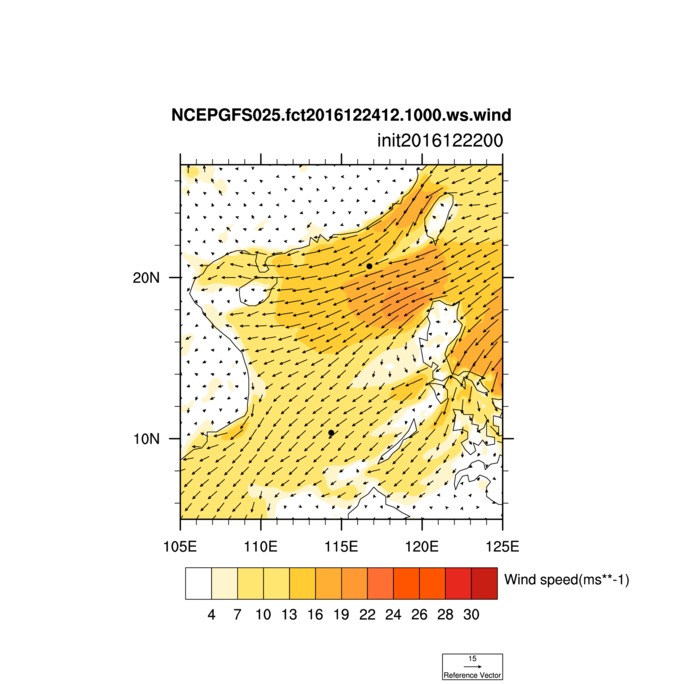 NCEPGFS025.fct2016122412.1000.ws.wind
init2016122200
20N
10N
105E 110E 115E 120E 125E
Wind speed(ms**-1)
4 7 10 13 16 19 22 24 26 28 30
15
Reference Vector